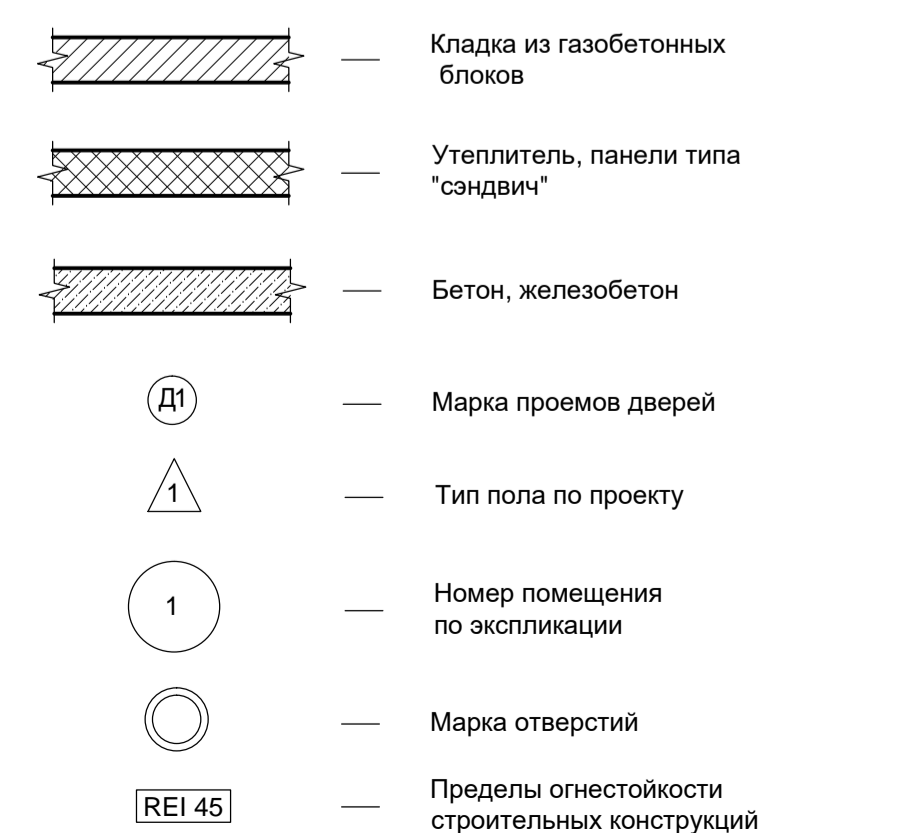 Кладка из газобетонных
блоков
Утеплитель, панели типа
"сэндвич"
Бетон, железобетон
Д1
Марка проемов дверей
1
Тип пола по проекту
1
Номер помещения
по экспликации
Марка отверстий
REI 45
Пределы огнестойкости
строительных конструкций